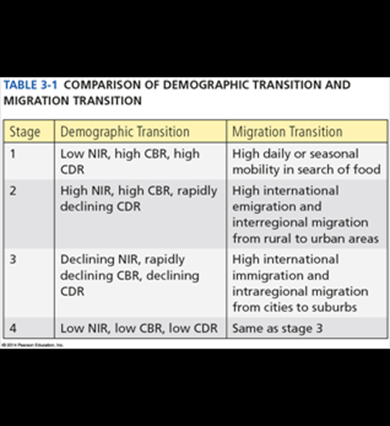 TABLE 3-1 COMPARISON OF DEMOGRAPHIC TRANSITION AND
MIGRATION TRANSITION
Stage Demographic Transition Migration Transition
1 Low NIR, high CBR, high High daily or seasonal
CDR mobility in search of food
2 High NIR, high CBR, rapidly High international
declining CDR emigration and
interregional migration
from rural to urban areas
3 Declining NIR, rapidly High international
declining CBR, declining immigration and
CDR intraregional migration
from cities to suburbs
4 Low NIR, low CBR, low CDR Same as stage 3
© 2014 Pearson Education, Inc.